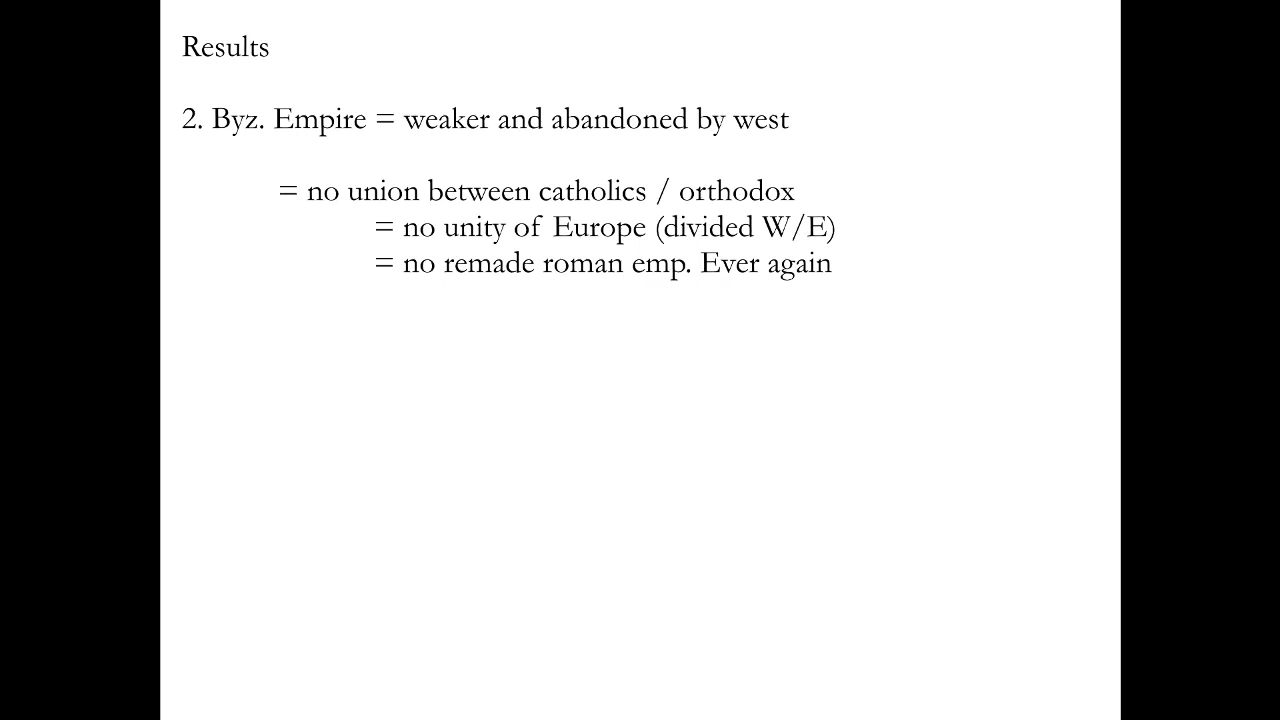 Results
2. Byz. Empire = weaker and abandoned by west
= no union between catholics / orthodox
= no unity of Europe (divided W/E)
= no remade roman emp. Ever again